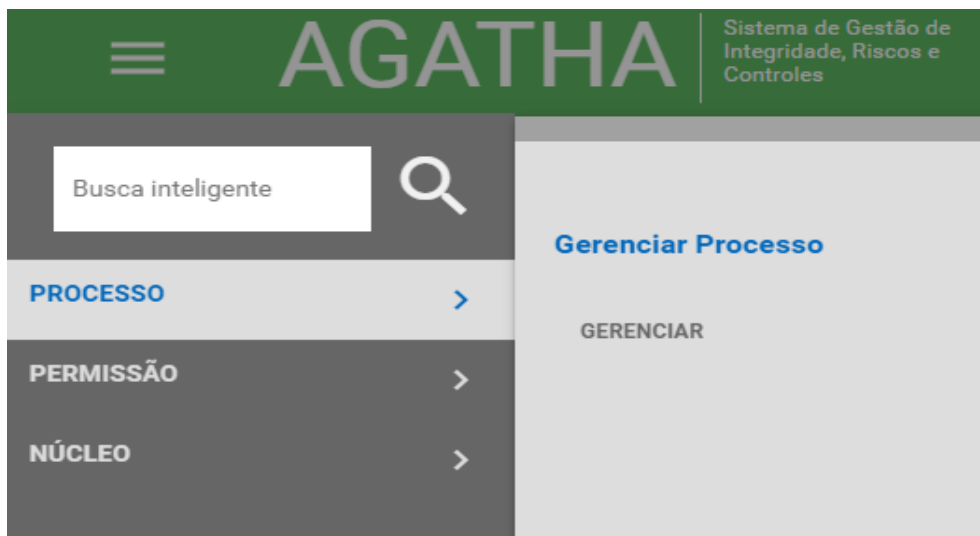 AGATHA
Sistema de Gestão de
Integridade, Riscos e
Controles
Busca inteligente
PROCESSO
PERMISSÃO
NÚCLEO
Gerenciar Processo
GERENCIAR